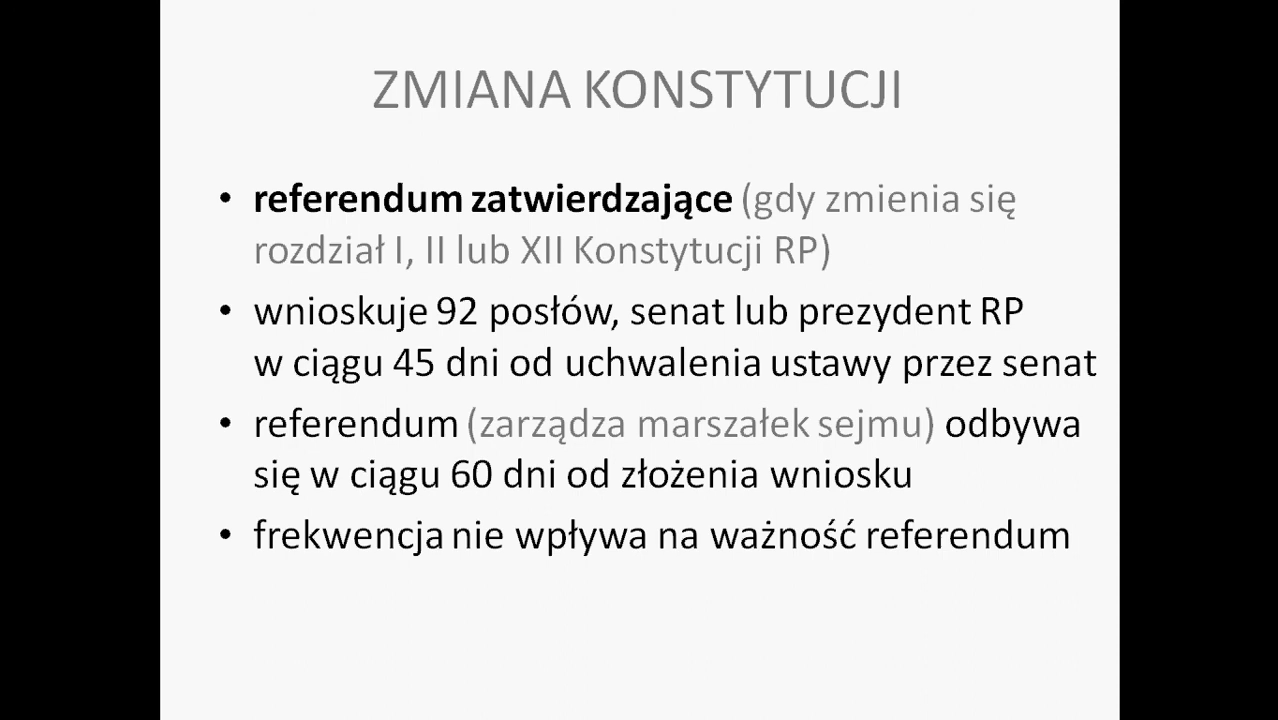 ZMIANA KONSTYTUCJI
• referendum zatwierdzające (gdy zmienia się
rozdział I, II lub XII Konstytucji RP)
• wnioskuje 92 posłów, senat lub prezydent RP
w ciągu 45 dni od uchwalenia ustawy przez senat
• referendum (zarządza marszałek sejmu) odbywa
się w ciągu 60 dni od złożenia wniosku
• frekwencja nie wpływa na ważność referendum